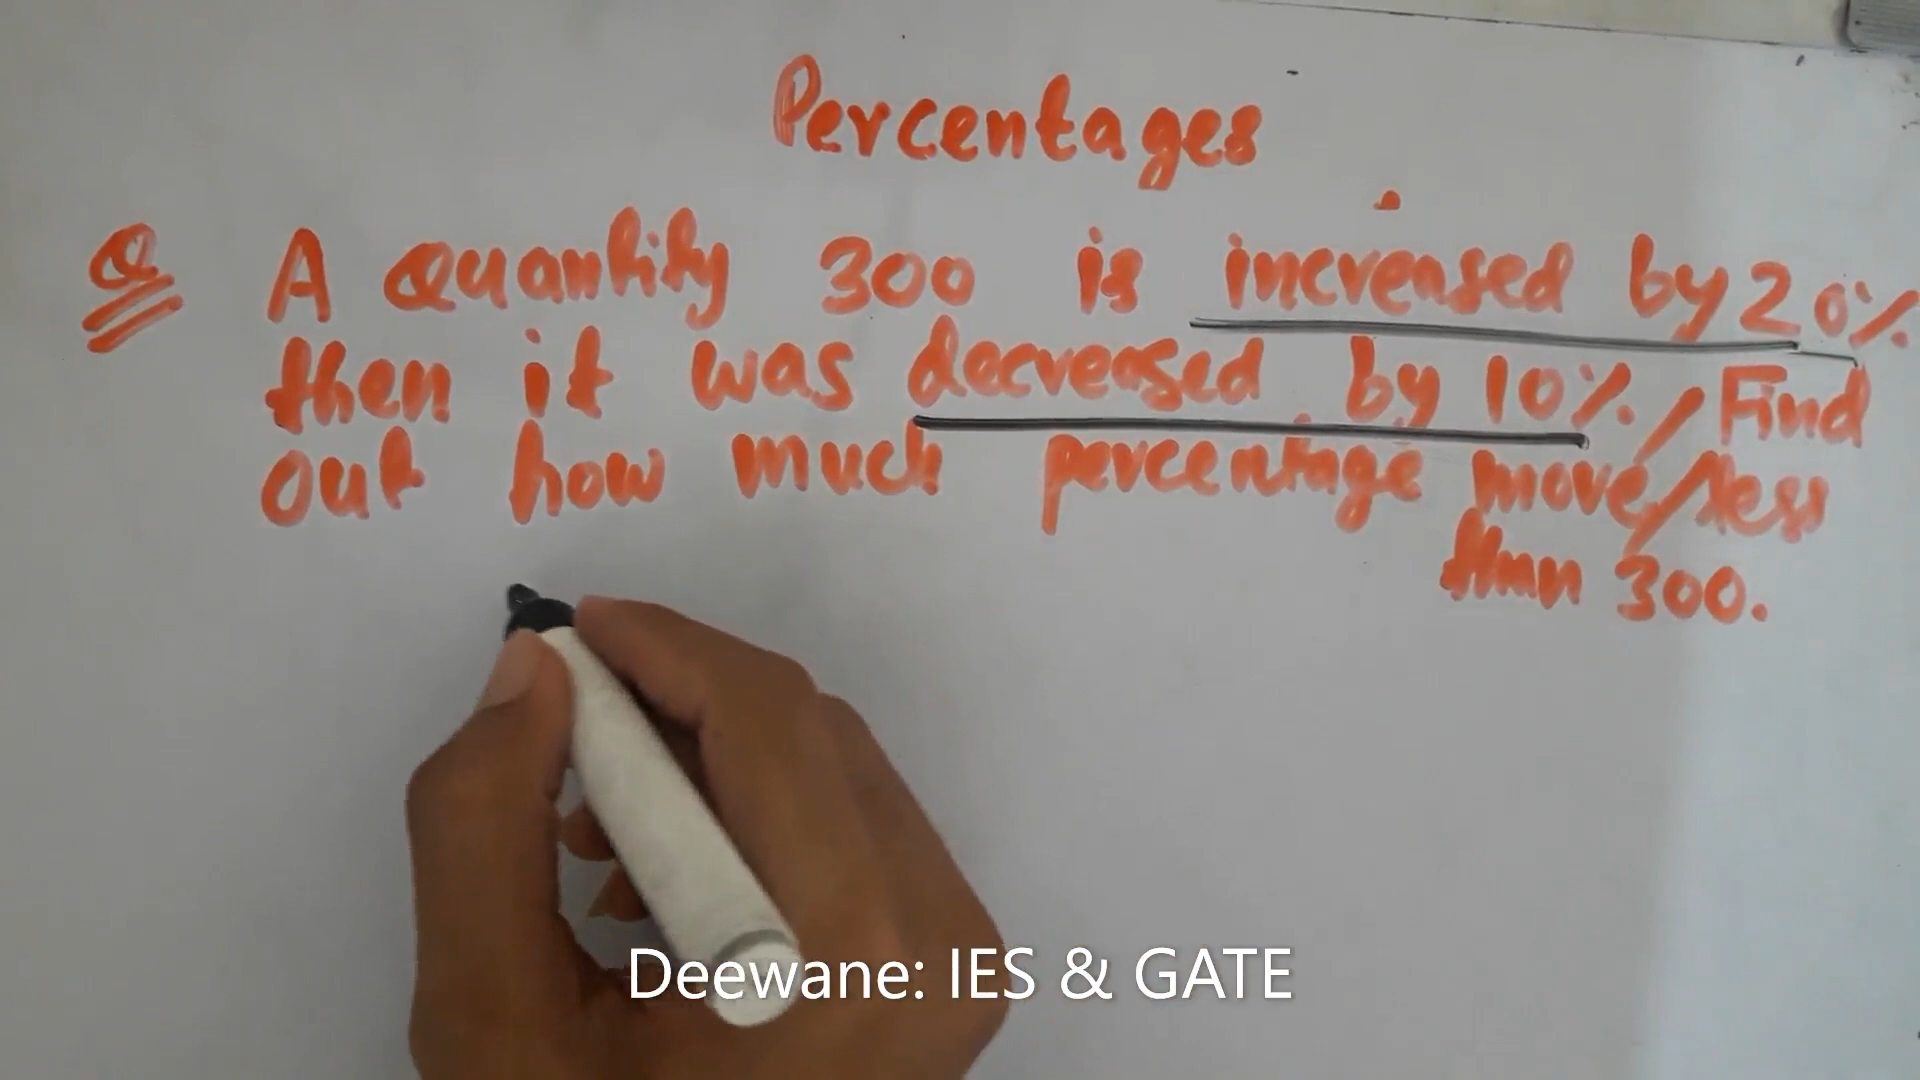 Percentages
Q A Quantity 300 is increased by 20%
then it was decreased by 10%. Find
out how much percentage more/less
than 300.
Deewane: IES & GATE